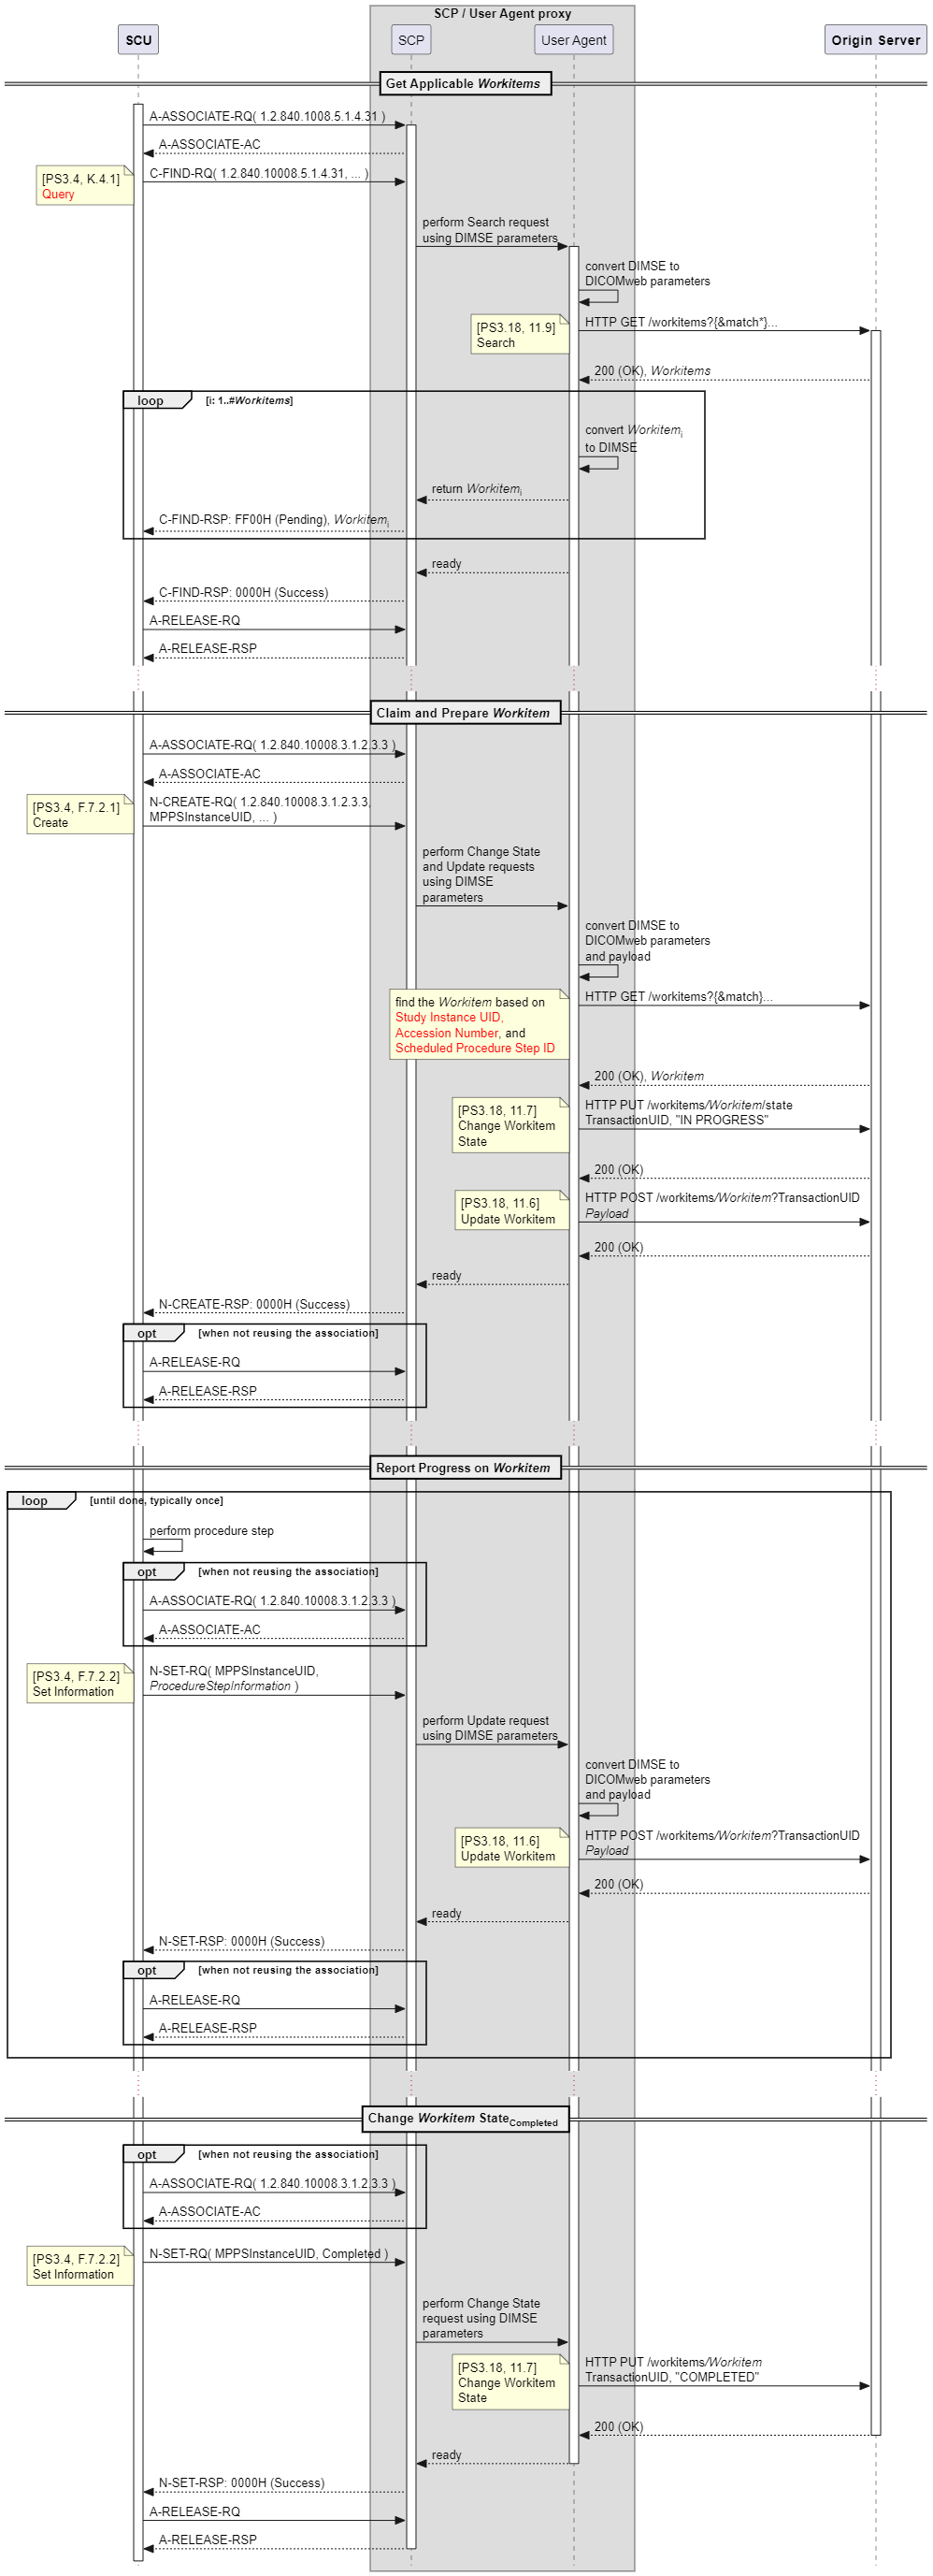 SCP / User Agent proxy
SCU
SCP
User Agent
Origin Server
Get Applicable Workitems
A-ASSOCIATE-RQ( 1.2.840.1008.5.1.4.31 )
A-ASSOCIATE-AC
[PS3.4, K.4.1]
Query
C-FIND-RQ( 1.2.840.10008.5.1.4.31, ... )
perform Search request
using DIMSE parameters
convert DIMSE to
DICOMweb parameters
[PS3.18, 11.9]
Search
HTTP GET /workitems?{&match*}...
200 (OK), Workitems
loop
[i: 1..#Workitems]
convert Workitemi
to DIMSE
return Workitemi
C-FIND-RSP: FF00H (Pending), Workitemi
ready
C-FIND-RSP: 0000H (Success)
A-RELEASE-RQ
A-RELEASE-RSP
Claim and Prepare Workitem
A-ASSOCIATE-RQ( 1.2.840.10008.3.1.2.3.3 )
A-ASSOCIATE-AC
[PS3.4, F.7.2.1]
Create
N-CREATE-RQ( 1.2.840.10008.3.1.2.3.3,
MPPSInstanceUID, ... )
perform Change State
and Update requests
using DIMSE
parameters
convert DIMSE to
DICOMweb parameters
and payload
find the Workitem based on
Study Instance UID,
Accession Number, and
Scheduled Procedure Step ID
HTTP GET /workitems?{&match}...
200 (OK), Workitem
[PS3.18, 11.7]
Change Workitem
State
HTTP PUT /workitems/Workitem/state
TransactionUID, "IN PROGRESS"
200 (OK)
[PS3.18, 11.6]
Update Workitem
HTTP POST /workitems/Workitem?TransactionUID
Payload
200 (OK)
ready
N-CREATE-RSP: 0000H (Success)
opt
[when not reusing the association]
A-RELEASE-RQ
A-RELEASE-RSP
Report Progress on Workitem
loop
[until done, typically once]
perform procedure step
opt
[when not reusing the association]
A-ASSOCIATE-RQ( 1.2.840.10008.3.1.2.3.3 )
A-ASSOCIATE-AC
[PS3.4, F.7.2.2]
Set Information
N-SET-RQ( MPPSInstanceUID,
ProcedureStepInformation )
perform Update request
using DIMSE parameters
convert DIMSE to
DICOMweb parameters
and payload
[PS3.18, 11.6]
Update Workitem
HTTP POST /workitems/Workitem?TransactionUID
Payload
200 (OK)
ready
N-SET-RSP: 0000H (Success)
opt
[when not reusing the association]
A-RELEASE-RQ
A-RELEASE-RSP
Change Workitem StateCompleted
opt
[when not reusing the association]
A-ASSOCIATE-RQ( 1.2.840.10008.3.1.2.3.3 )
A-ASSOCIATE-AC
[PS3.4, F.7.2.2]
Set Information
N-SET-RQ( MPPSInstanceUID, Completed )
perform Change State
request using DIMSE
parameters
[PS3.18, 11.7]
Change Workitem
State
HTTP PUT /workitems/Workitem
TransactionUID, "COMPLETED"
200 (OK)
ready
N-SET-RSP: 0000H (Success)
A-RELEASE-RQ
A-RELEASE-RSP